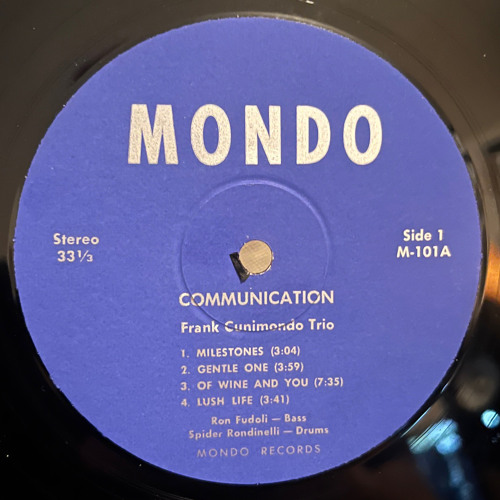 MONDO
Stereo
33 1/3
Side 1
M-101A
COMMUNICATION
Frank Cunimondo Trio
1. MILESTONES (3:04)
2. GENTLE ONE (3:59)
3. OF WINE AND YOU (7:35)
4. LUSH LIFE (3:41)
Ron Fudoli — Bass
Spider Rondinelli — Drums
MONDO RECORDS